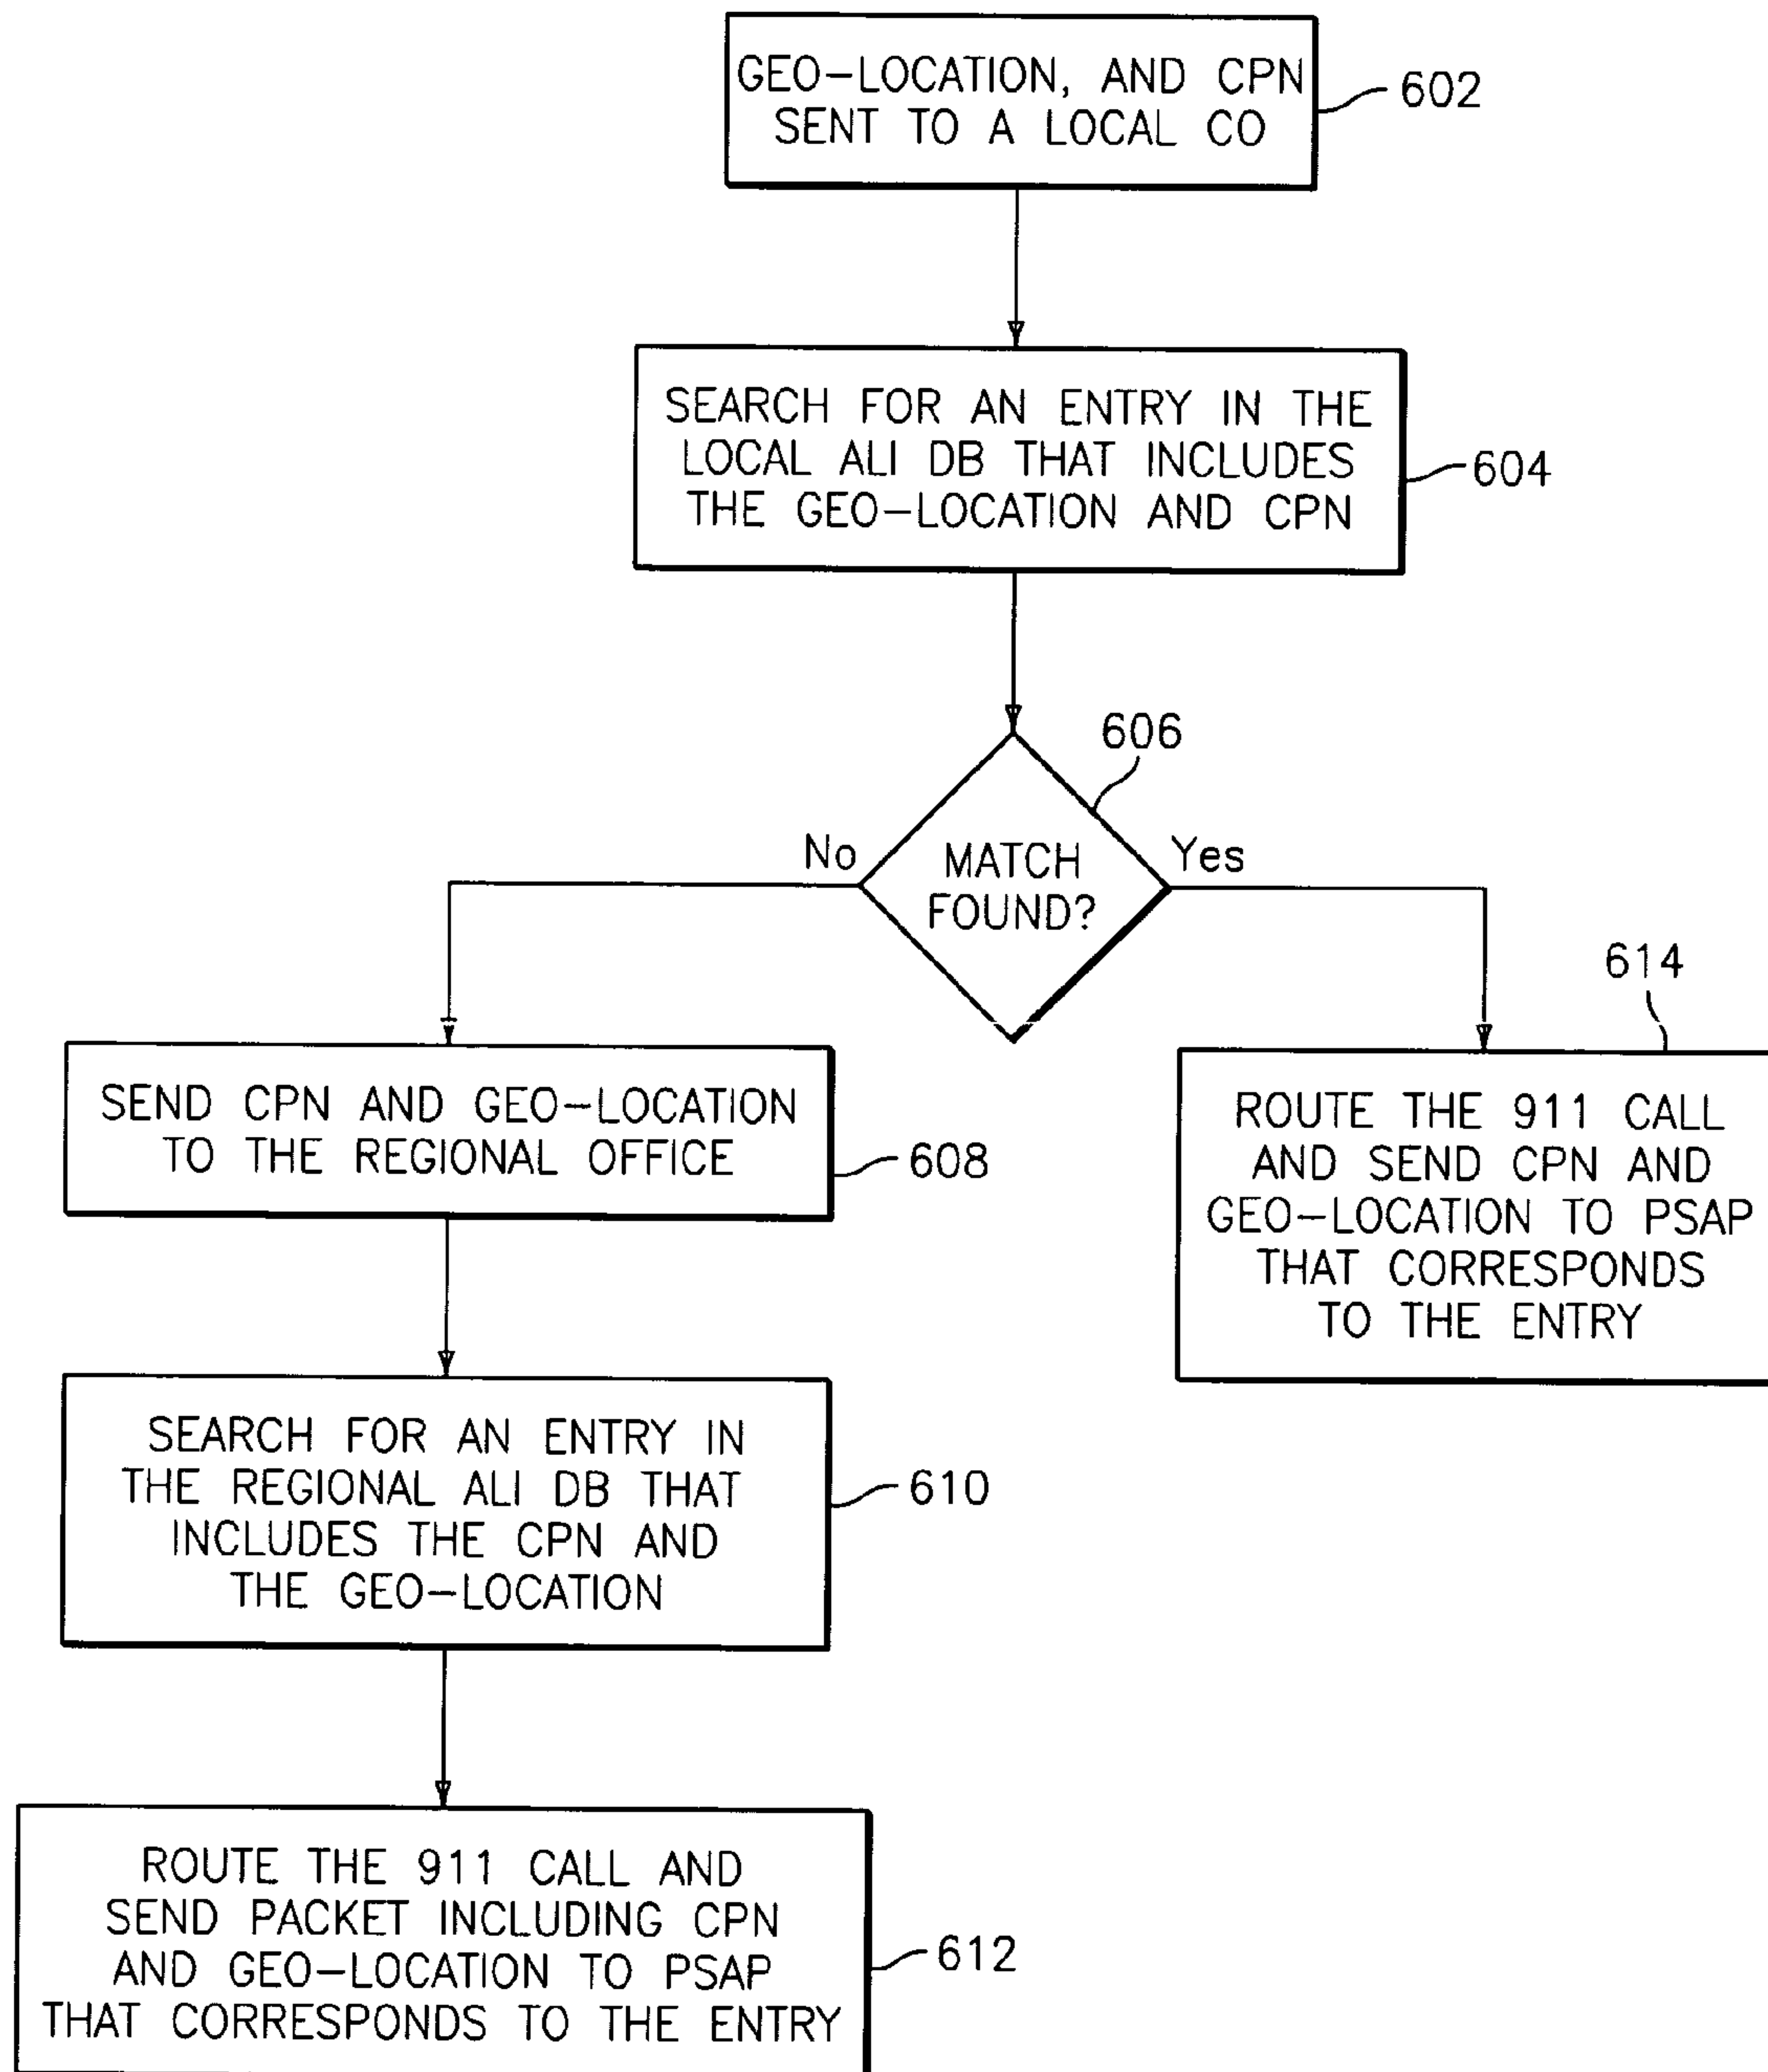 GEO-LOCATION, AND CPN
SENT TO A LOCAL CO
602
SEARCH FOR AN ENTRY IN THE
LOCAL ALI DB THAT INCLUDES
THE GEO-LOCATION AND CPN
604
606
MATCH
FOUND?
No
Yes
SEND CPN AND GEO-LOCATION
TO THE REGIONAL OFFICE
608
614
ROUTE THE 911 CALL
AND SEND CPN AND
GEO-LOCATION TO PSAP
THAT CORRESPONDS
TO THE ENTRY
SEARCH FOR AN ENTRY IN
THE REGIONAL ALI DB THAT
INCLUDES THE CPN AND
THE GEO-LOCATION
610
ROUTE THE 911 CALL AND
SEND PACKET INCLUDING CPN
AND GEO-LOCATION TO PSAP
THAT CORRESPONDS TO THE ENTRY
612